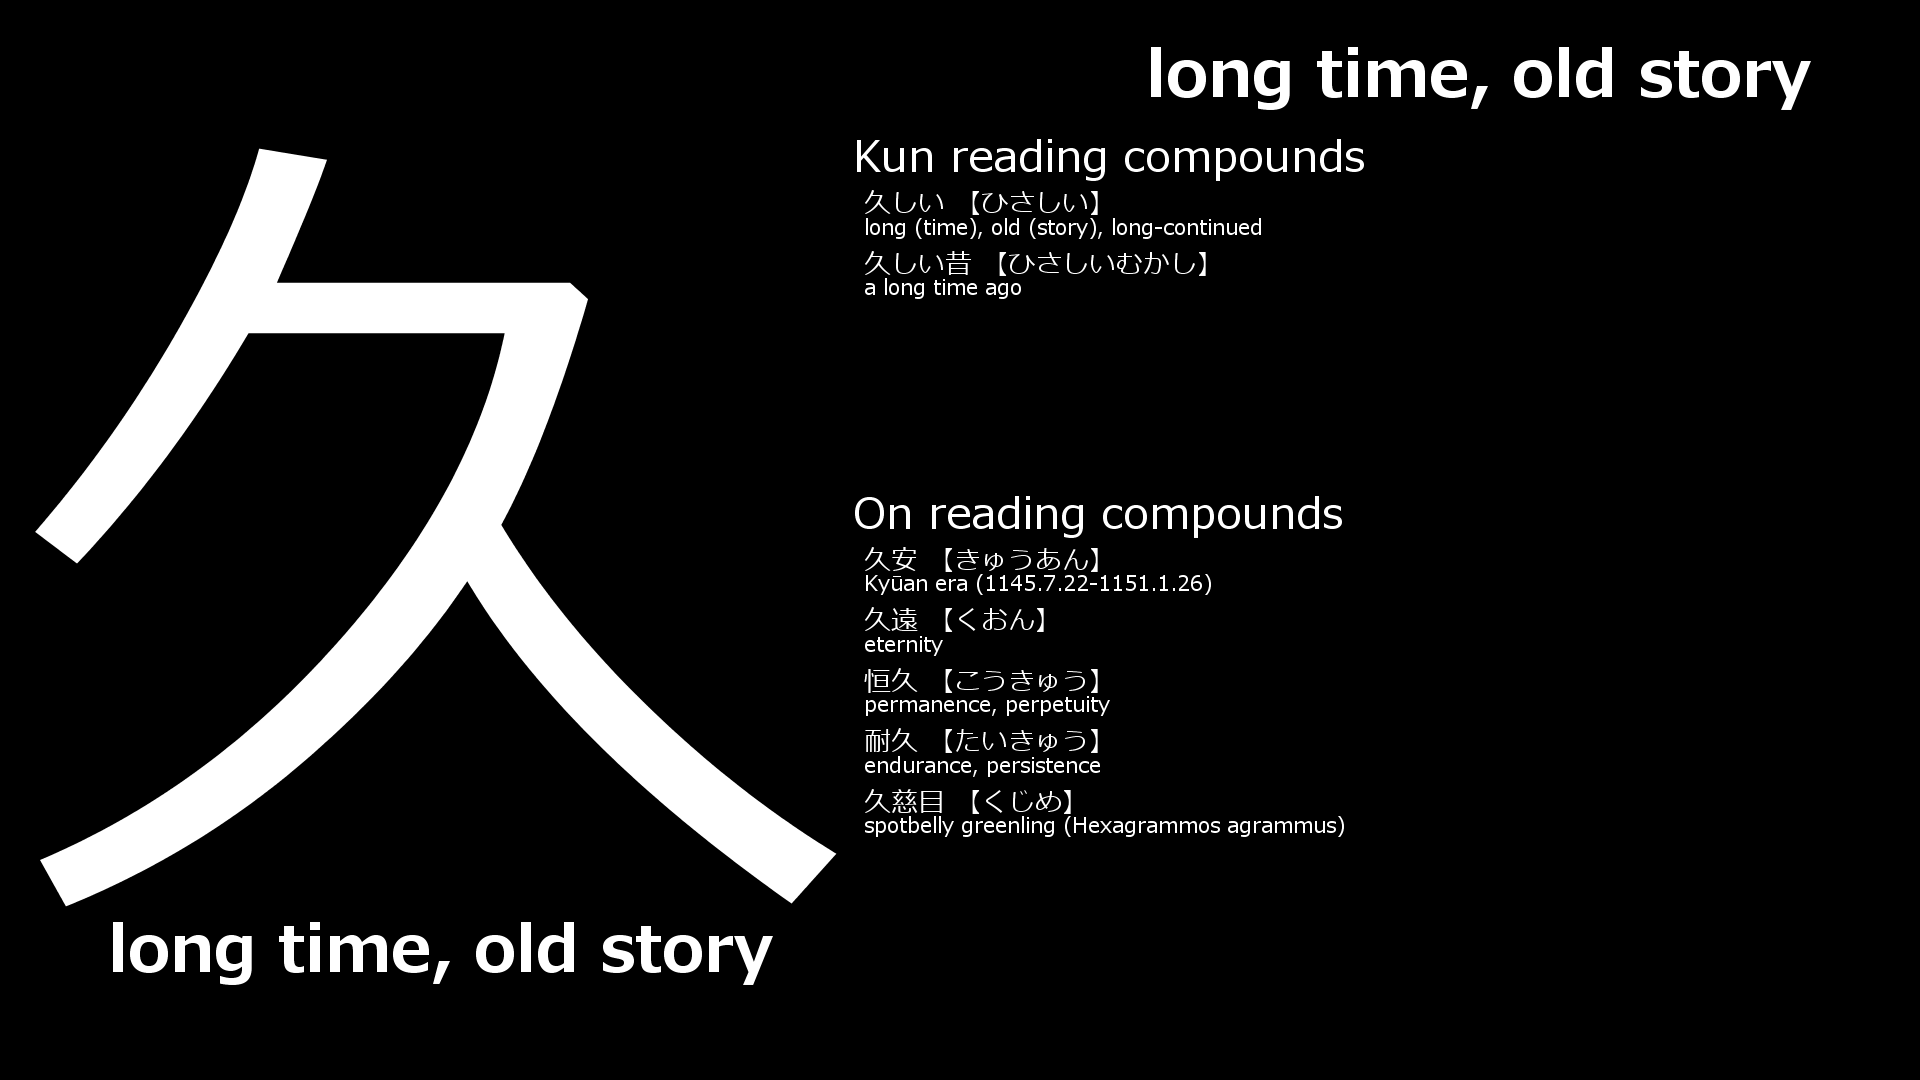 久
long time, old story
long time, old story
Kun reading compounds
久しい 【ひさしい】
long (time), old (story), long-continued
久しい昔 【ひさしいむかし】
a long time ago
On reading compounds
久安 【きゅうあん】
Kyūan era (1145.7.22-1151.1.26)
久遠 【くおん】
eternity
恒久 【こうきゅう】
permanence, perpetuity
耐久 【たいきゅう】
endurance, persistence
久慈目 【くじめ】
spotbelly greenling (Hexagrammos agrammus)